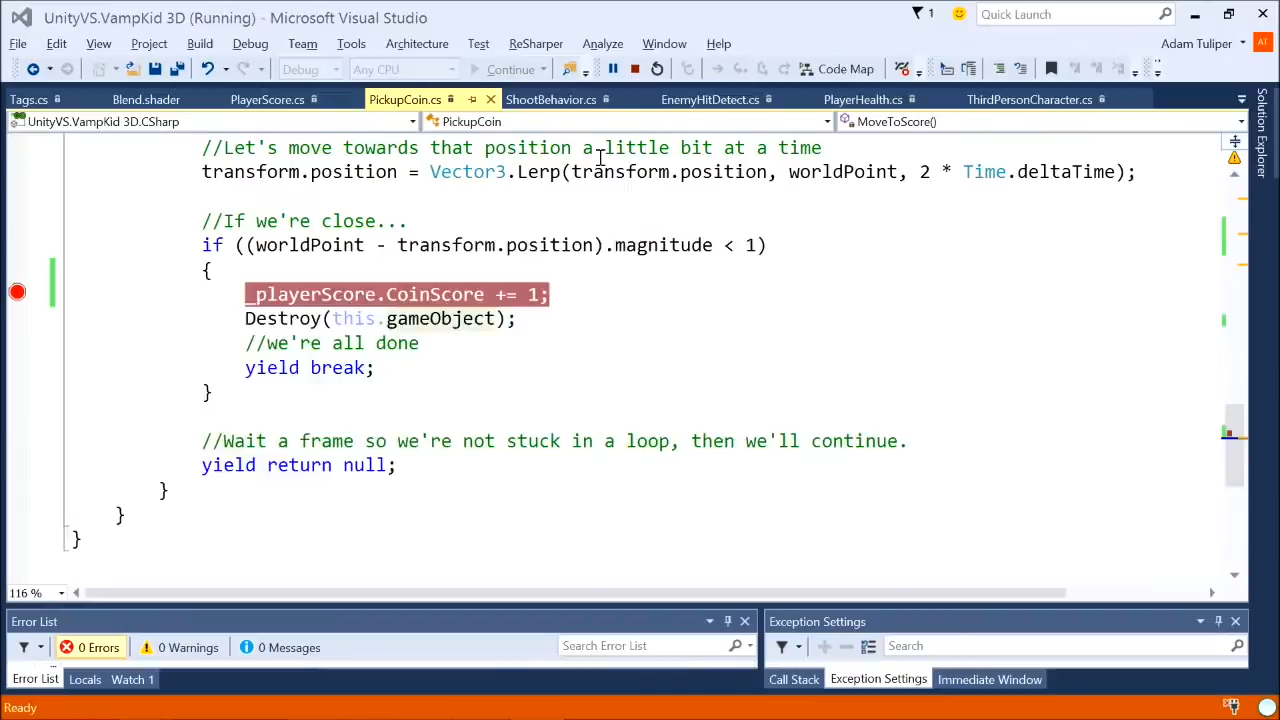 UnityVS.VampKid 3D (Running) - Microsoft Visual Studio
1
Quick Launch
File Edit View Project Build Debug Team Tools Architecture Test ReSharper Analyze Window Help
Adam Tuliper AT
Debug Any CPU Continue Code Map
Tags.cs Blend.shader PlayerScore.cs PickupCoin.cs ShootBehavior.cs EnemyHitDetect.cs PlayerHealth.cs ThirdPersonCharacter.cs
UnityVS.VampKid 3D.CSharp PickupCoin MoveToScore()
Solution Explorer
//Let's move towards that position a little bit at a time
transform.position = Vector3.Lerp(transform.position, worldPoint, 2 * Time.deltaTime);
//If we're close...
if ((worldPoint - transform.position).magnitude < 1)
{
_playerScore.CoinScore += 1;
Destroy(this.gameObject);
//we're all done
yield break;
}
//Wait a frame so we're not stuck in a loop, then we'll continue.
yield return null;
}
}
}
116 %
Error List
0 Errors 0 Warnings 0 Messages
Search Error List
Error List Locals Watch 1
Exception Settings
Search
Call Stack Exception Settings Immediate Window
Ready